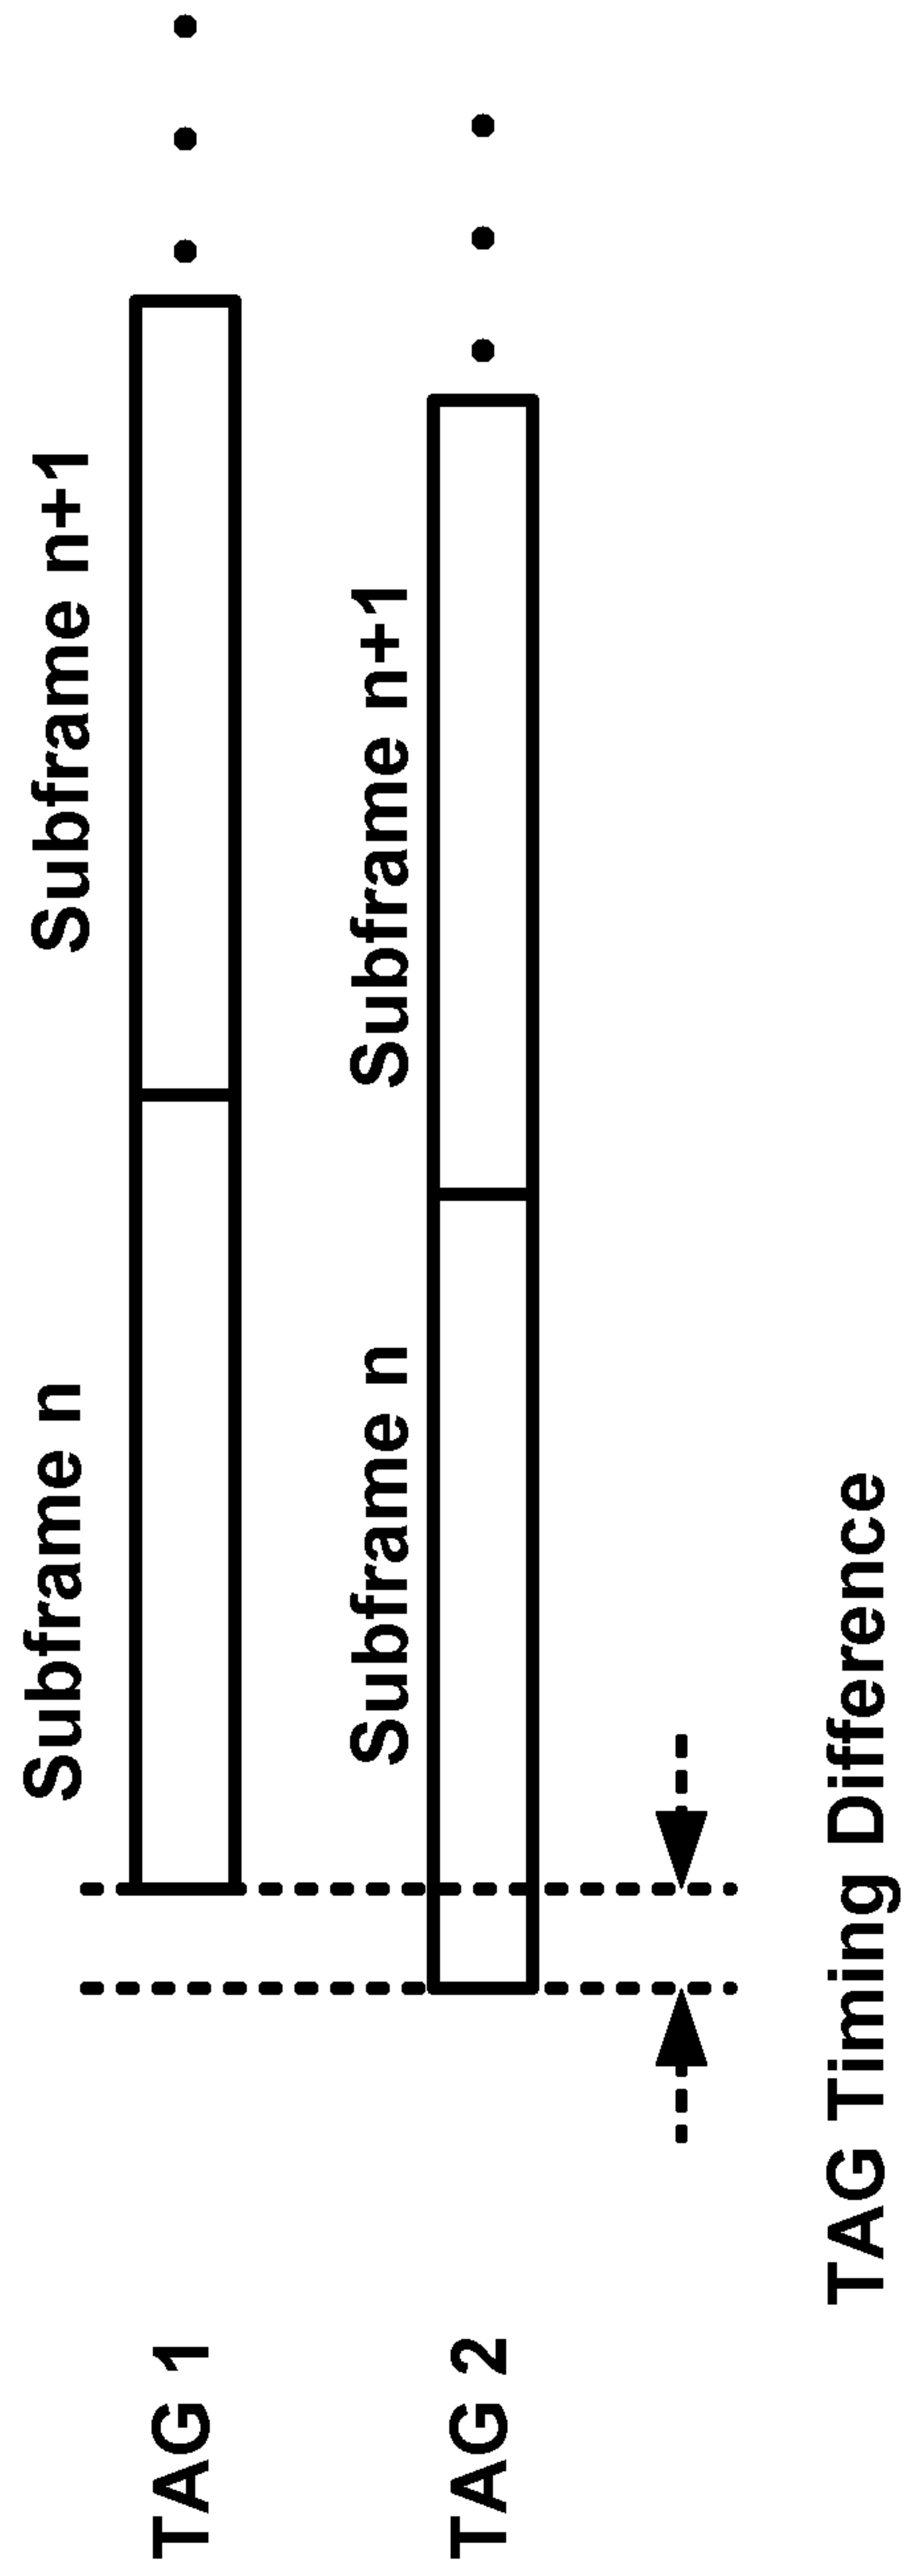 Subframe n
Subframe n+1
TAG 1
Subframe n
Subframe n+1
TAG 2
TAG Timing Difference